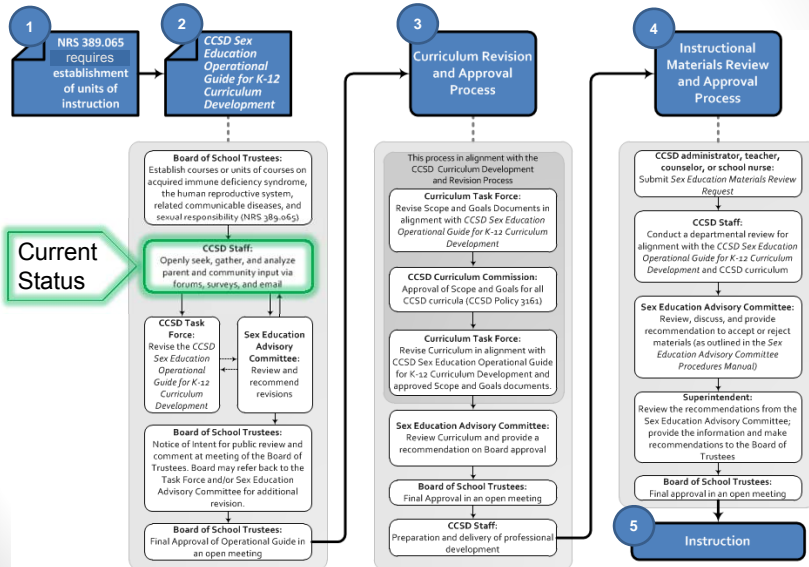 1
NRS 389.065
requires
establishment
of units of
instruction
2
CCSD Sex
Education
Operational
Guide for K-12
Curriculum
Development
3
Curriculum Revision
and Approval
Process
4
Instructional
Materials Review
and Approval
Process
Board of School Trustees:
Establish courses or units of courses on
acquired immune deficiency syndrome,
the human reproductive system,
related communicable diseases, and
sexual responsibility (NRS 389.065)
Current
Status
CCSD Staff:
Openly seek, gather, and analyze
parent and community input via
forums, surveys, and email
CCSD Task
Force:
Revise the CCSD
Sex Education
Operational
Guide for K-12
Curriculum
Development
Sex Education
Advisory
Committee:
Review and
recommend
revisions
Board of School Trustees:
Notice of Intent for public review and
comment at meeting of the Board of
Trustees. Board may refer back to the
Task Force and/or Sex Education
Advisory Committee for additional
revision.
Board of School Trustees:
Final Approval of Operational Guide in
an open meeting
This process in alignment with the
CCSD Curriculum Development
and Revision Process
Curriculum Task Force:
Revise Scope and Goals Documents in
alignment with CCSD Sex Education
Operational Guide for K-12 Curriculum
Development
CCSD Curriculum Commission:
Approval of Scope and Goals for all
CCSD curricula (CCSD Policy 3161)
Curriculum Task Force:
Revise Curriculum in alignment with
CCSD Sex Education Operational Guide
for K-12 Curriculum Development and
approved Scope and Goals documents.
Sex Education Advisory Committee:
Review Curriculum and provide a
recommendation on Board approval
Board of School Trustees:
Final Approval in an open meeting
CCSD Staff:
Preparation and delivery of professional
development
CCSD administrator, teacher,
counselor, or school nurse:
Submit Sex Education Materials Review
Request
CCSD Staff:
Conduct a departmental review for
alignment with the CCSD Sex Education
Operational Guide for K-12 Curriculum
Development and CCSD curriculum
Sex Education Advisory Committee:
Review, discuss, and provide
recommendation to accept or reject
materials (as outlined in the Sex
Education Advisory Committee
Procedures Manual)
Superintendent:
Review the recommendations from the
Sex Education Advisory Committee;
provide the information and make
recommendations to the Board of
Trustees
Board of School Trustees:
Final approval in an open meeting
5
Instruction